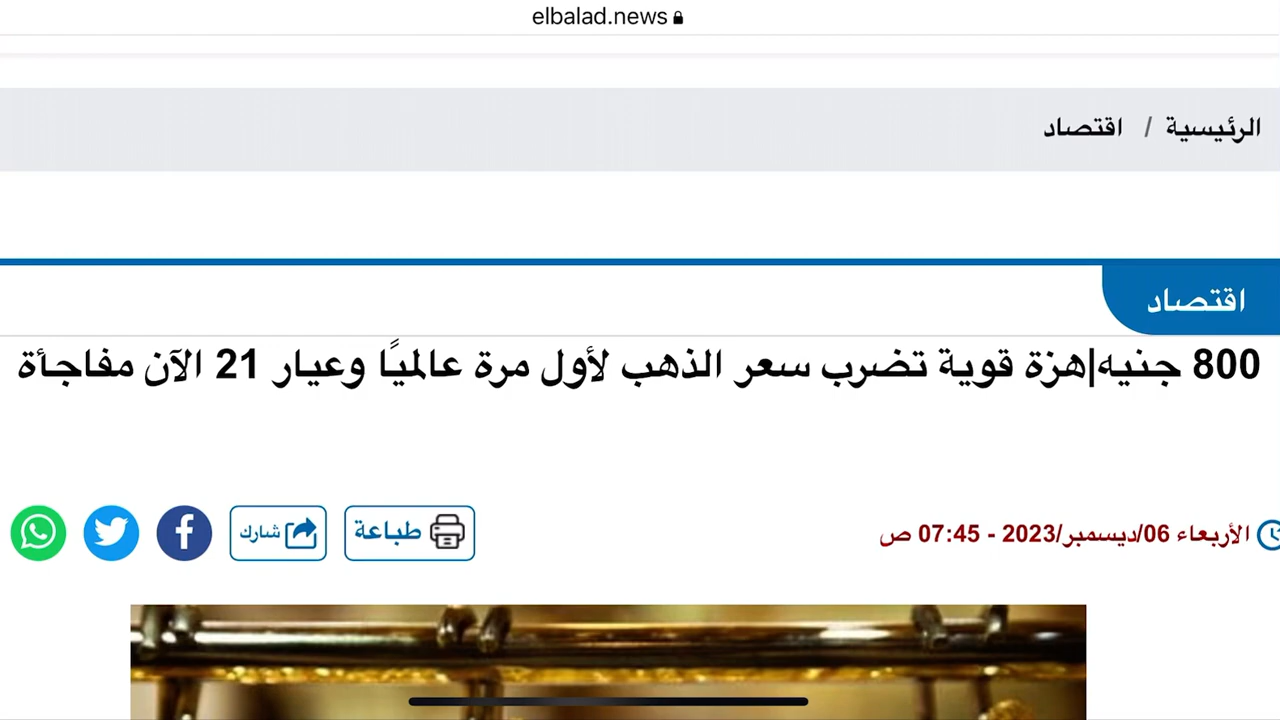 elbalad.news
الرئيسية / اقتصاد
اقتصاد
800 جنيه|هزة قوية تضرب سعر الذهب لأول مرة عالميًا وعيار 21 الآن مفاجأة
الأربعاء 06/ديسمبر/2023 - 07:45 ص
طباعة
شارك